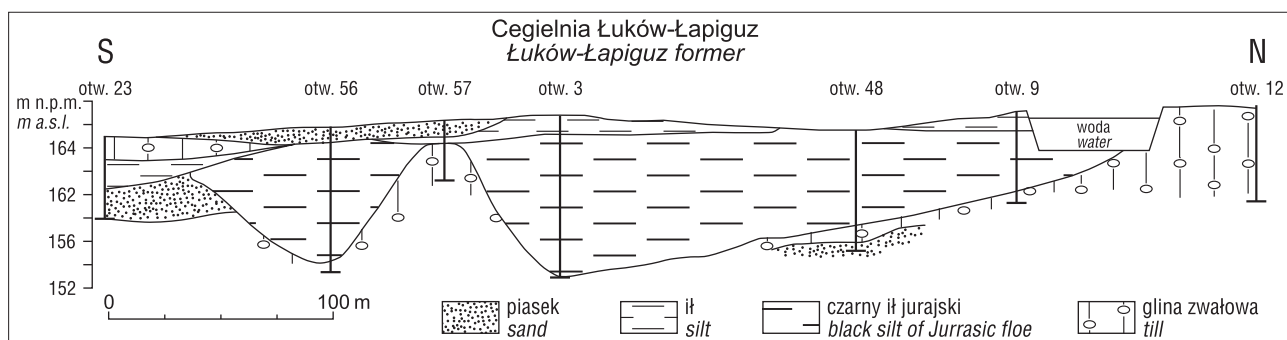 Cegielnia Łuków-Łapiguz
Łuków-Łapiguz former
S
N
otw. 23
otw. 56
otw. 57
otw. 3
otw. 48
otw. 9
otw. 12
m n.p.m.
m a.s.l.
164
162
156
152
woda
water
0
100 m
piasek
sand
ił
silt
czarny ił jurajski
black silt of Jurrasic floe
glina zwałowa
till